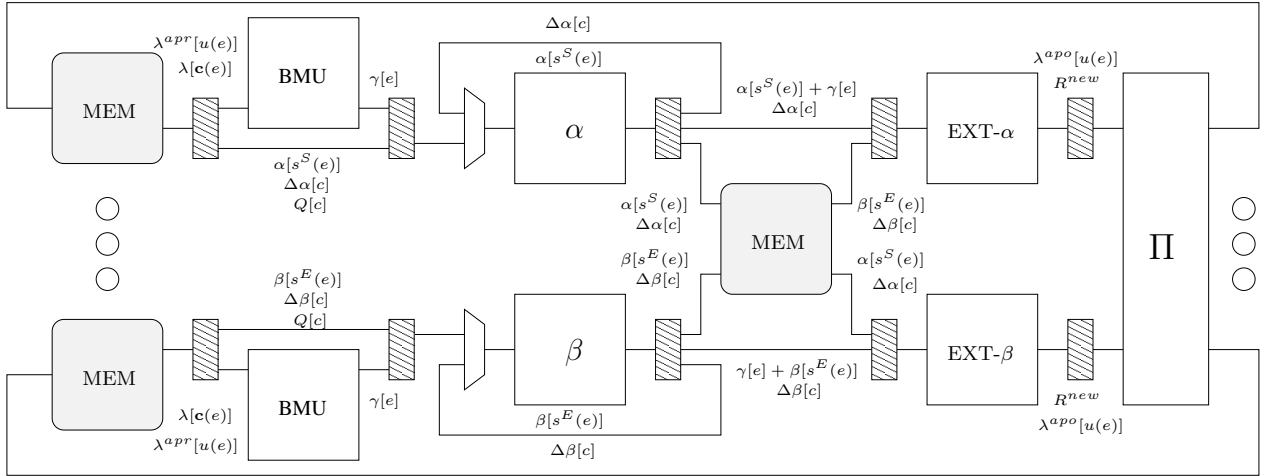 Δα[c]
λ^{apr}[u(e)]
λ[𝐜(e)]
MEM
BMU
γ[e]
α[s^S(e)]
α
α[s^S(e)] + γ[e]
Δα[c]
EXT-α
λ^{apo}[u(e)]
R^{new}
α[s^S(e)]
Δα[c]
Q[c]
α[s^S(e)]
Δα[c]
β[s^E(e)]
Δβ[c]
MEM
Π
β[s^E(e)]
Δβ[c]
α[s^S(e)]
Δα[c]
β[s^E(e)]
Δβ[c]
Q[c]
MEM
BMU
γ[e]
β
γ[e] + β[s^E(e)]
Δβ[c]
EXT-β
R^{new}
λ^{apo}[u(e)]
λ[𝐜(e)]
λ^{apr}[u(e)]
β[s^E(e)]
Δβ[c]